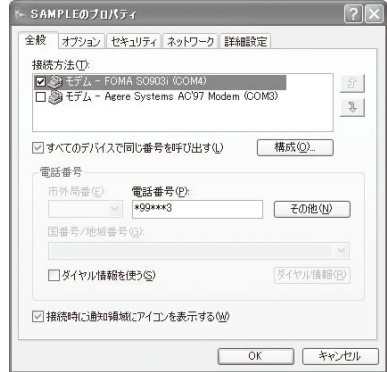 SAMPLEのプロパティ
全般 オプション セキュリティ ネットワーク 詳細設定
接続方法(T):
モデム - FOMA SO903i (COM4)
モデム - Agere Systems AC'97 Modem (COM3)
すべてのデバイスで同じ番号を呼び出す(L) 構成(O)...
電話番号
市外局番(E): 電話番号(P):
*99***3 その他(N)
国番号/地域番号(G):
ダイヤル情報を使う(S) ダイヤル情報(R)
接続時に通知領域にアイコンを表示する(W)
OK キャンセル